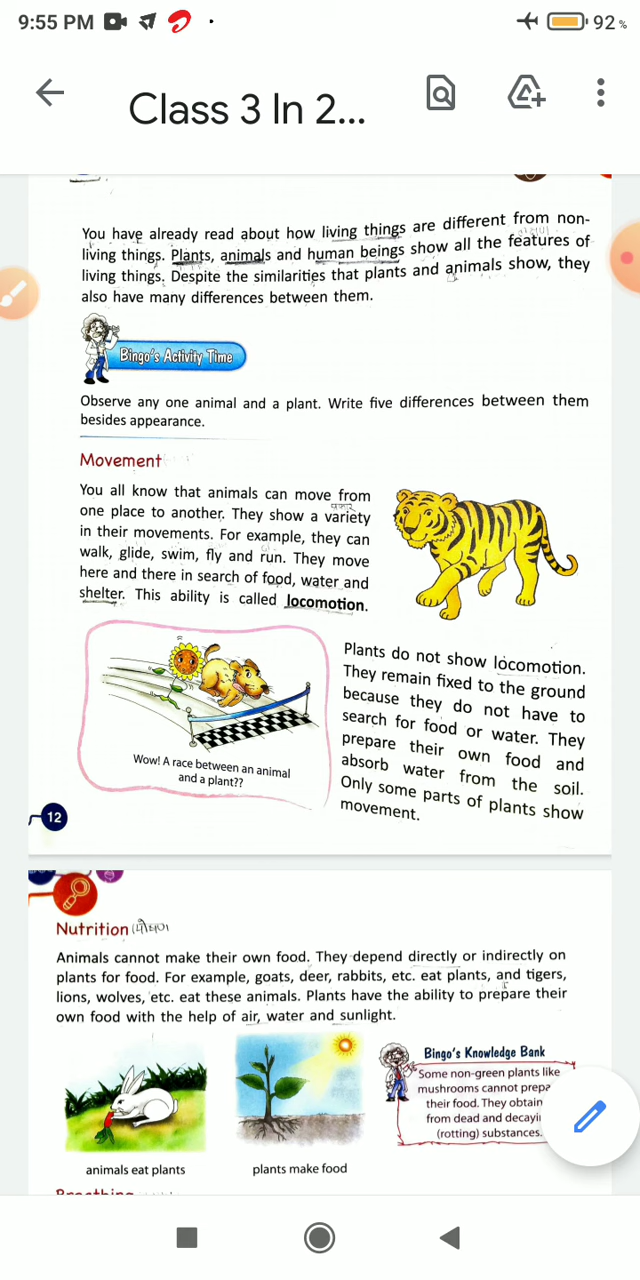 9:55 PM
92%
Class 3 In 2...
You have already read about how living things are different from non-
living things. Plants, animals and human beings show all the features of
living things. Despite the similarities that plants and animals show, they
also have many differences between them.
Bingo's Activity Time
Observe any one animal and a plant. Write five differences between them
besides appearance.
Movement
You all know that animals can move from
one place to another. They show a variety
in their movements. For example, they can
walk, glide, swim, fly and run. They move
here and there in search of food, water and
shelter. This ability is called locomotion.
Wow! A race between an animal
and a plant??
Plants do not show locomotion.
They remain fixed to the ground
because they do not have to
search for food or water. They
prepare their own food and
absorb water from the soil.
Only some parts of plants show
movement.
12
Nutrition
Animals cannot make their own food. They depend directly or indirectly on
plants for food. For example, goats, deer, rabbits, etc. eat plants, and tigers,
lions, wolves, etc. eat these animals. Plants have the ability to prepare their
own food with the help of air, water and sunlight.
animals eat plants
plants make food
Bingo's Knowledge Bank
Some non-green plants like
mushrooms cannot prepa
their food. They obtain
from dead and decayi
(rotting) substances.